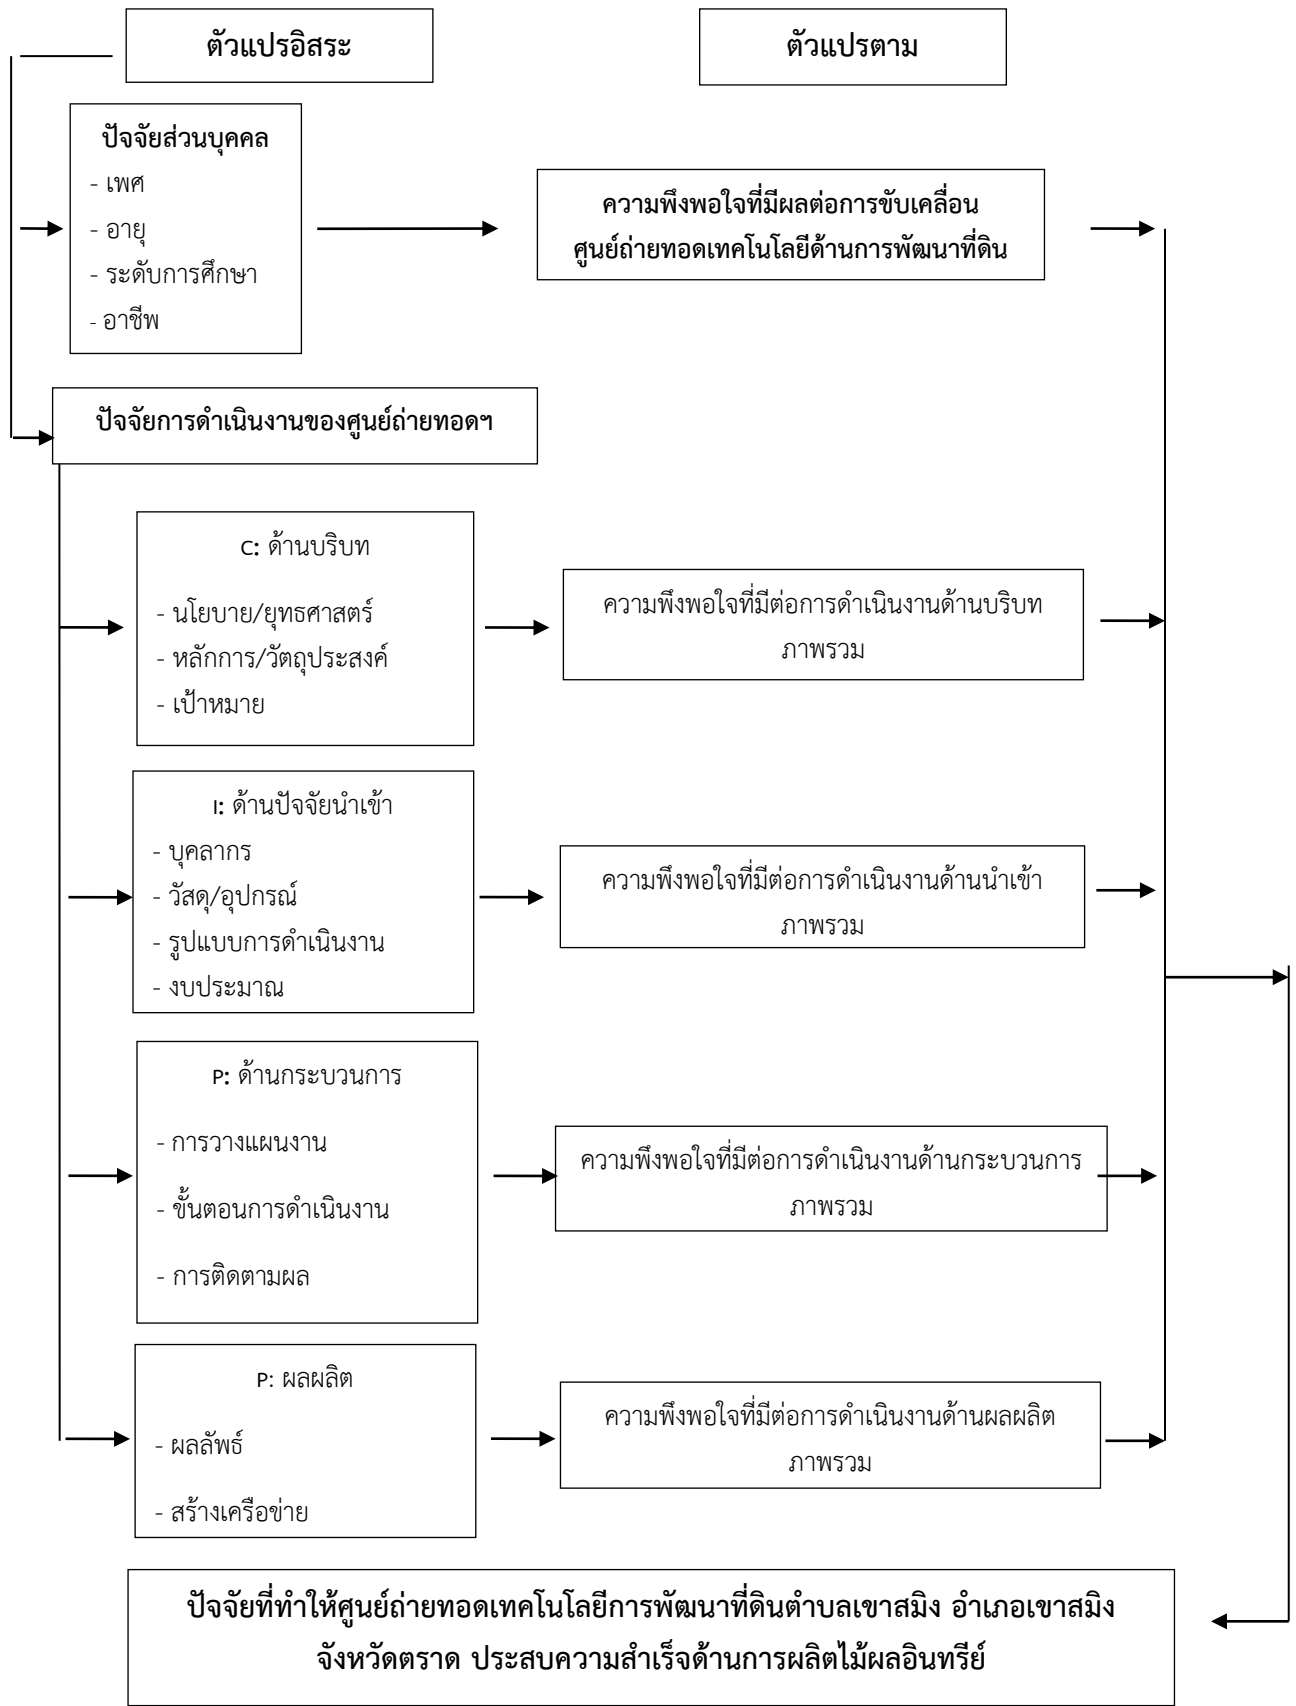 ตัวแปรอิสระ
ตัวแปรตาม
ปัจจัยส่วนบุคคล
- เพศ
- อายุ
- ระดับการศึกษา
- อาชีพ
ความพึงพอใจที่มีผลต่อการขับเคลื่อน
ศูนย์ถ่ายทอดเทคโนโลยีด้านการพัฒนาที่ดิน
ปัจจัยการดำเนินงานของศูนย์ถ่ายทอดฯ
C: ด้านบริบท
- นโยบาย/ยุทธศาสตร์
- หลักการ/วัตถุประสงค์
- เป้าหมาย
ความพึงพอใจที่มีต่อการดำเนินงานด้านบริบท
ภาพรวม
I: ด้านปัจจัยนำเข้า
- บุคลากร
- วัสดุ/อุปกรณ์
- รูปแบบการดำเนินงาน
- งบประมาณ
ความพึงพอใจที่มีต่อการดำเนินงานด้านนำเข้า
ภาพรวม
P: ด้านกระบวนการ
- การวางแผนงาน
- ขั้นตอนการดำเนินงาน
- การติดตามผล
ความพึงพอใจที่มีต่อการดำเนินงานด้านกระบวนการ
ภาพรวม
P: ผลผลิต
- ผลลัพธ์
- สร้างเครือข่าย
ความพึงพอใจที่มีต่อการดำเนินงานด้านผลผลิต
ภาพรวม
ปัจจัยที่ทำให้ศูนย์ถ่ายทอดเทคโนโลยีการพัฒนาที่ดินตำบลเขาสมิง อำเภอเขาสมิง
จังหวัดตราด ประสบความสำเร็จด้านการผลิตไม้ผลอินทรีย์